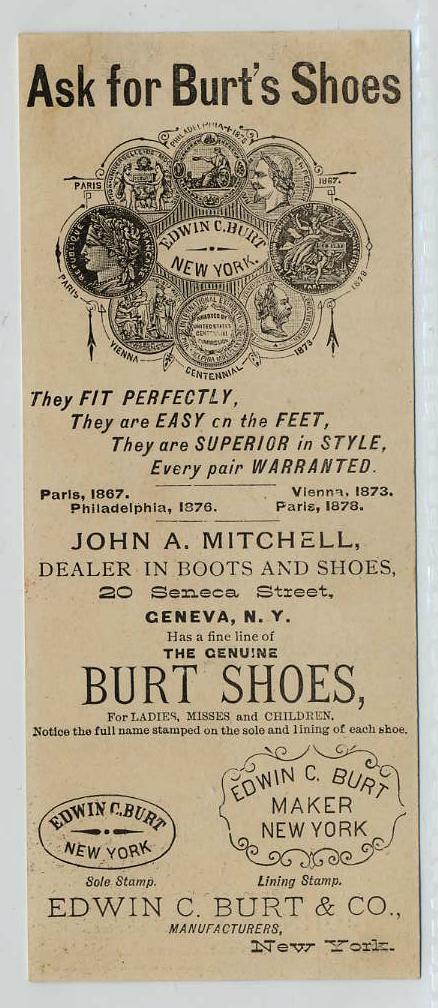 Ask for Burt's Shoes
PHILADELPHIA + 1876
PARIS
1867.
EDWIN C. BURT
NEW YORK.
PARIS
1878
VIENNA
1873
CENTENNIAL
They FIT PERFECTLY,
They are EASY on the FEET,
They are SUPERIOR in STYLE,
Every pair WARRANTED.
Paris, 1867. Vienna, 1873.
Philadelphia, 1876. Paris, 1878.
JOHN A. MITCHELL,
DEALER IN BOOTS AND SHOES,
20 Seneca Street,
GENEVA, N. Y.
Has a fine line of
THE GENUINE
BURT SHOES,
For LADIES, MISSES and CHILDREN.
Notice the full name stamped on the sole and lining of each shoe.
EDWIN C. BURT
NEW YORK
EDWIN C. BURT
MAKER
NEW YORK
Sole Stamp. Lining Stamp.
EDWIN C. BURT & CO.,
MANUFACTURERS,
New York.